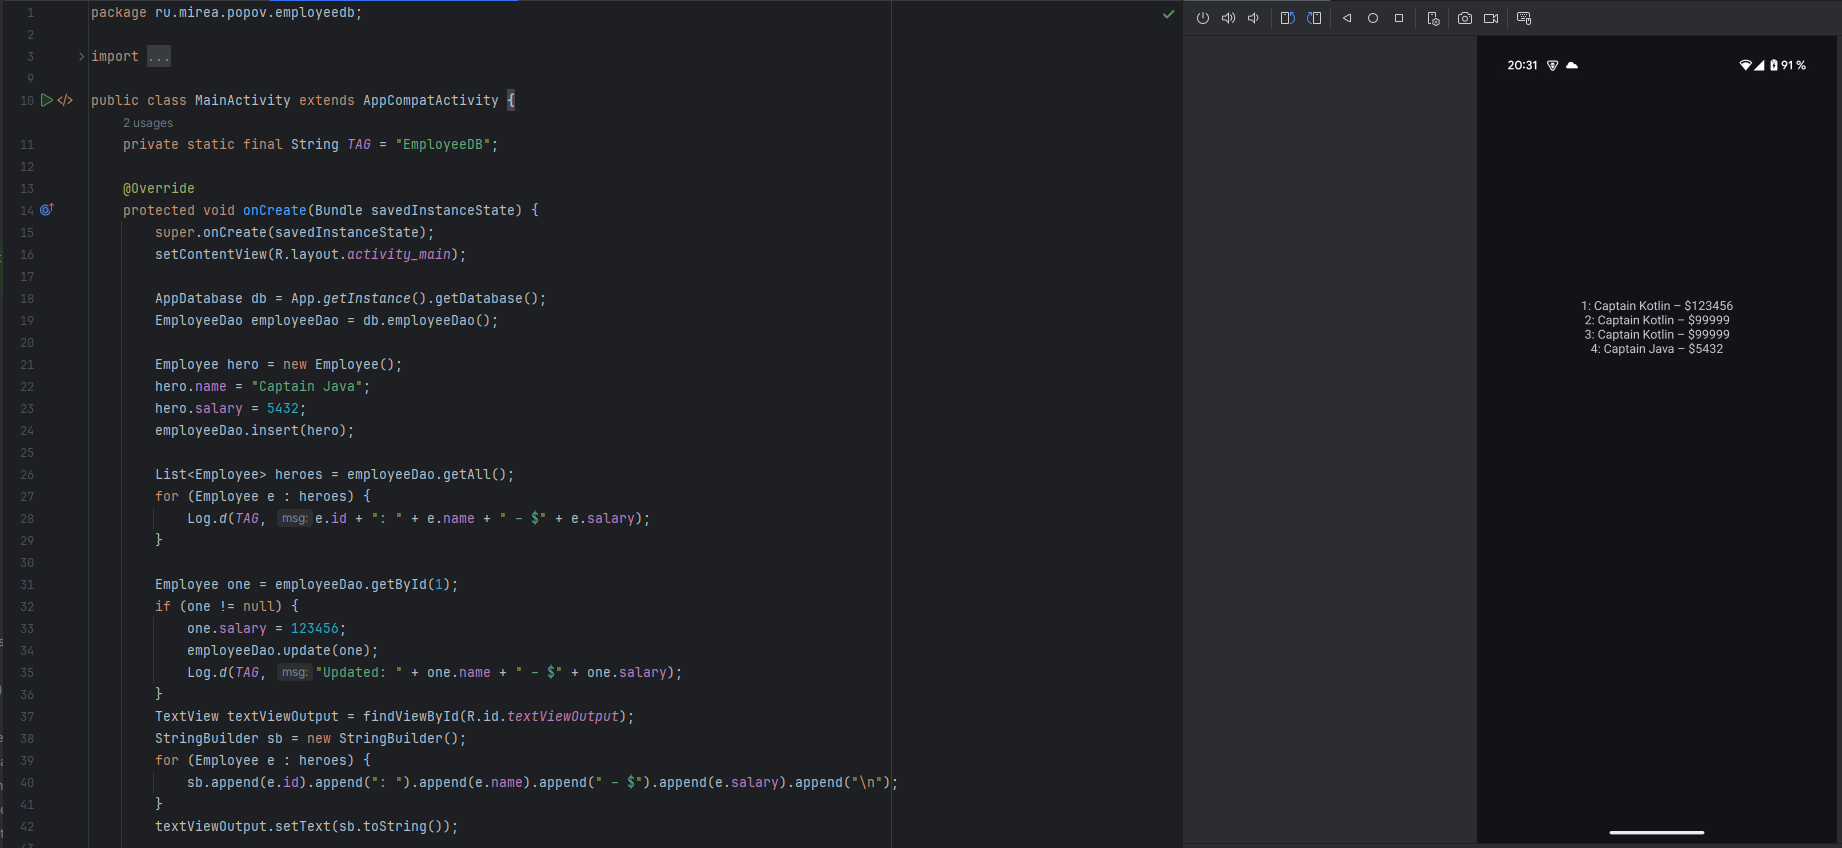 1 package ru.mirea.popov.employeedb;
2
3 import ...
9
10 public class MainActivity extends AppCompatActivity {
2 usages
11 private static final String TAG = "EmployeeDB";
12
13 @Override
14 protected void onCreate(Bundle savedInstanceState) {
15 super.onCreate(savedInstanceState);
16 setContentView(R.layout.activity_main);
17
18 AppDatabase db = App.getInstance().getDatabase();
19 EmployeeDao employeeDao = db.employeeDao();
20
21 Employee hero = new Employee();
22 hero.name = "Captain Java";
23 hero.salary = 5432;
24 employeeDao.insert(hero);
25
26 List<Employee> heroes = employeeDao.getAll();
27 for (Employee e : heroes) {
28 Log.d(TAG, msg: e.id + ": " + e.name + " – $" + e.salary);
29 }
30
31 Employee one = employeeDao.getById(1);
32 if (one != null) {
33 one.salary = 123456;
34 employeeDao.update(one);
35 Log.d(TAG, msg: "Updated: " + one.name + " – $" + one.salary);
36 }
37 TextView textViewOutput = findViewById(R.id.textViewOutput);
38 StringBuilder sb = new StringBuilder();
39 for (Employee e : heroes) {
40 sb.append(e.id).append(": ").append(e.name).append(" – $").append(e.salary).append("\n");
41 }
42 textViewOutput.setText(sb.toString());
20:31
91 %
1: Captain Kotlin – $123456
2: Captain Kotlin – $99999
3: Captain Kotlin – $99999
4: Captain Java – $5432